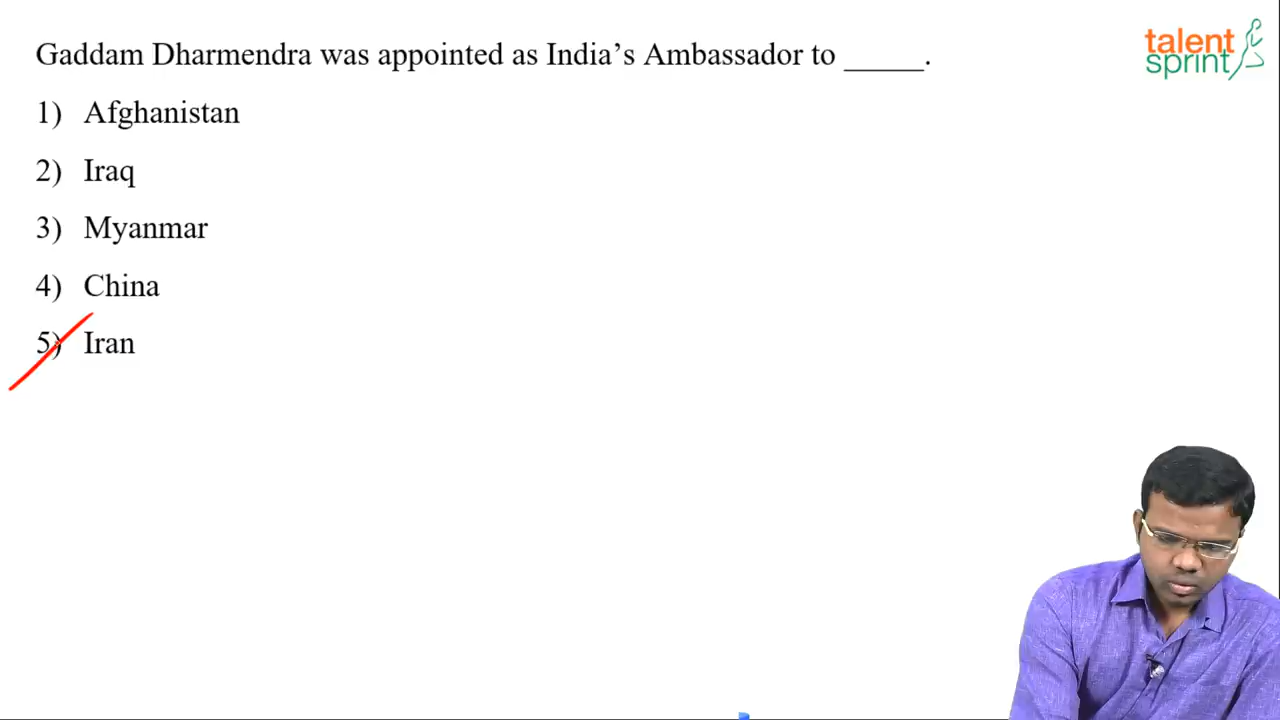 Gaddam Dharmendra was appointed as India’s Ambassador to _____.
talent
sprint
1) Afghanistan
2) Iraq
3) Myanmar
4) China
5) Iran